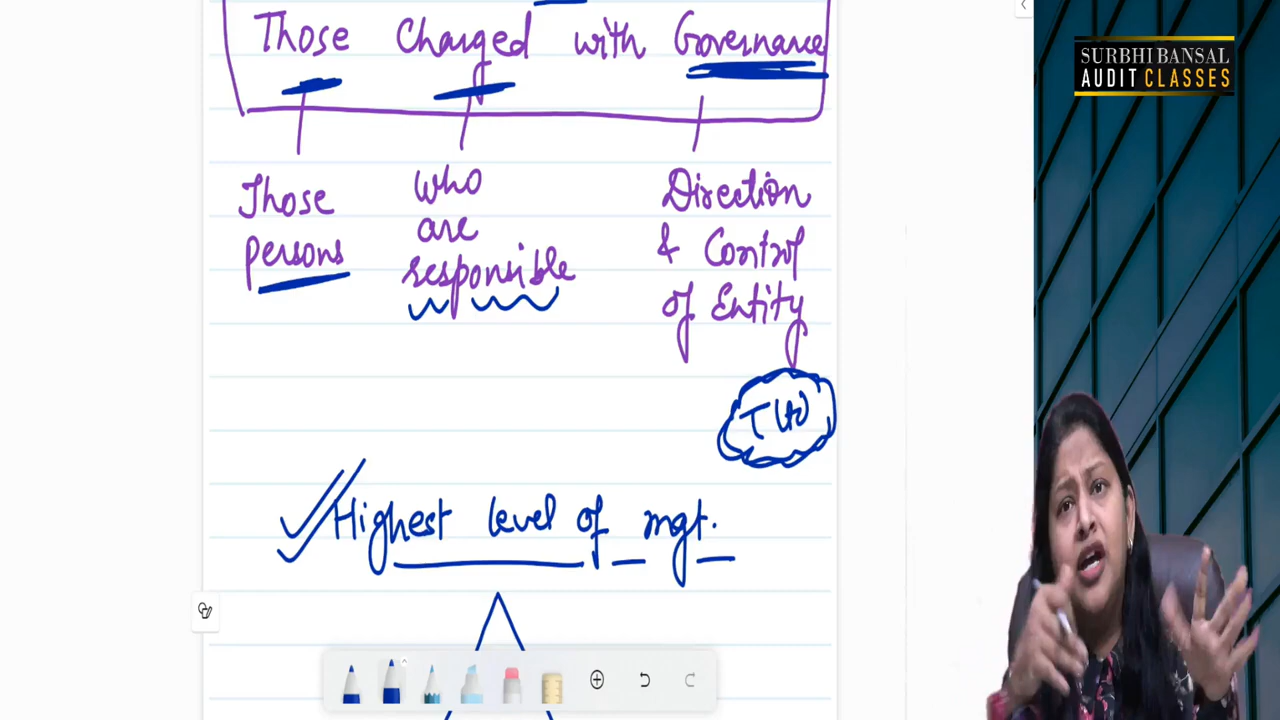 Those Charged with Governance
SURBHI BANSAL
AUDIT CLASSES
Those
persons
who
are
responsible
Direction
& Control
of Entity
Highest level of mgt.